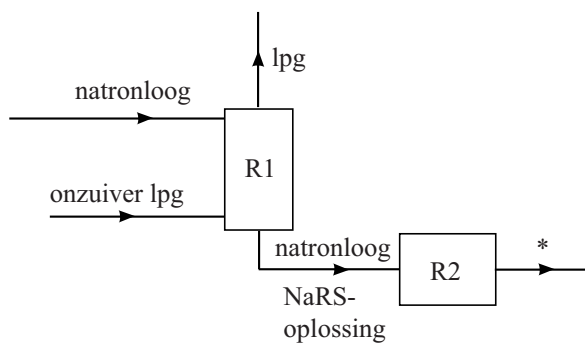 lpg
natronloog
R1
onzuiver lpg
natronloog
NaRS-
oplossing
R2
*